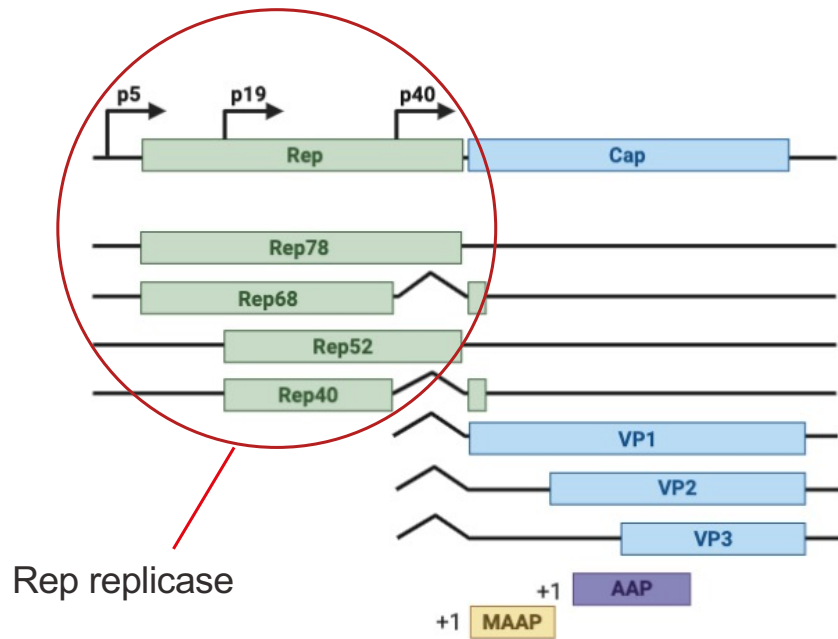 p5 p19 p40
Rep Cap
Rep78
Rep68
Rep52
Rep40
VP1
VP2
VP3
Rep replicase
+1 AAP
+1 MAAP